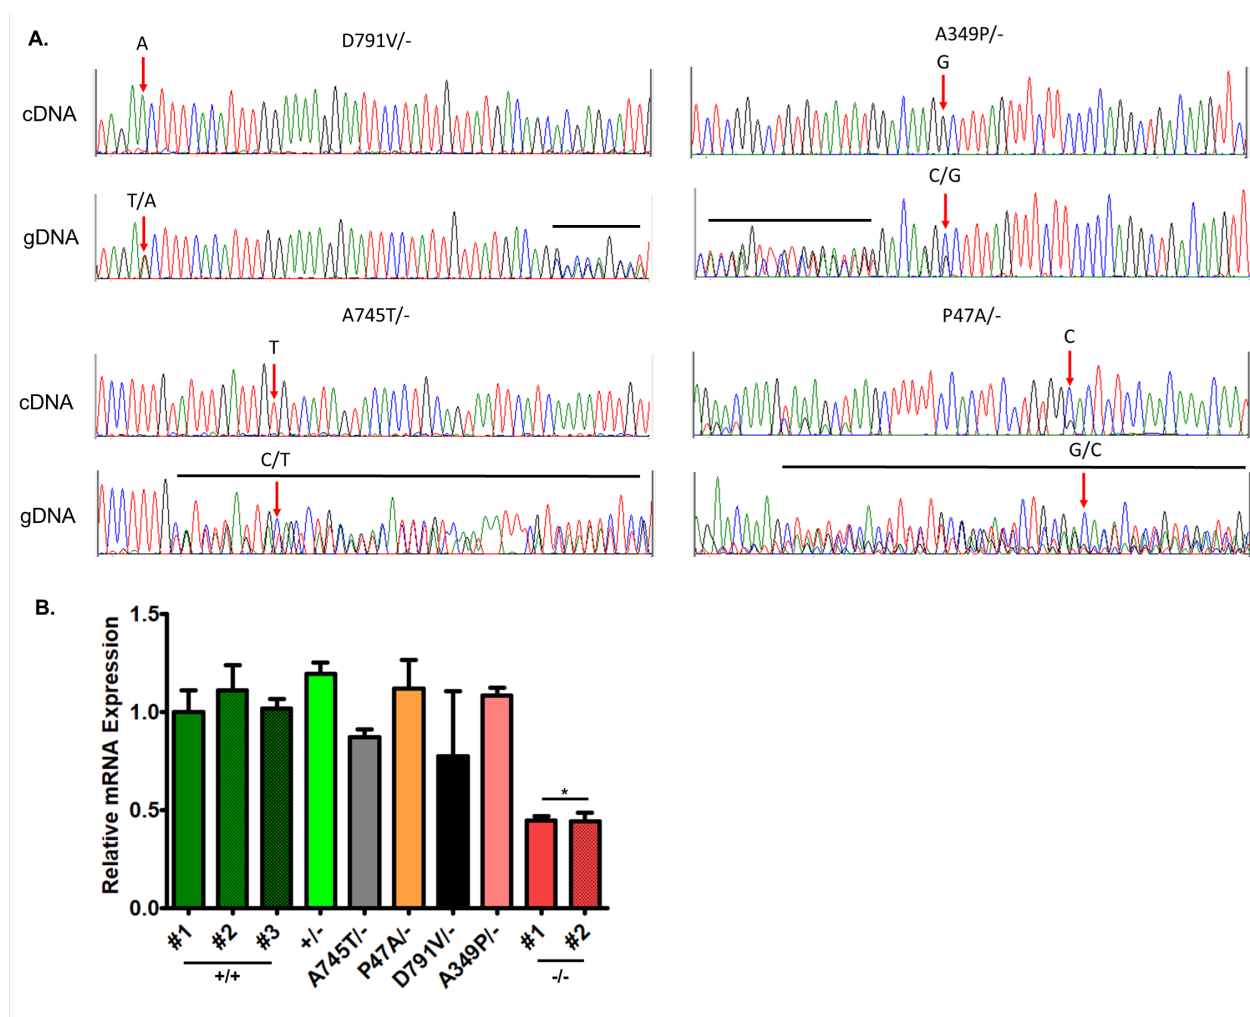 A.
D791V/-
A349P/-
A
G
cDNA
T/A
C/G
gDNA
A745T/-
P47A/-
T
C
cDNA
C/T
G/C
gDNA
B.
Relative mRNA Expression
1.5
1.0
0.5
0.0
*
#1
#2
#3
+/-
A745T/-
P47A/-
D791V/-
A349P/-
#1
#2
+/+
-/-